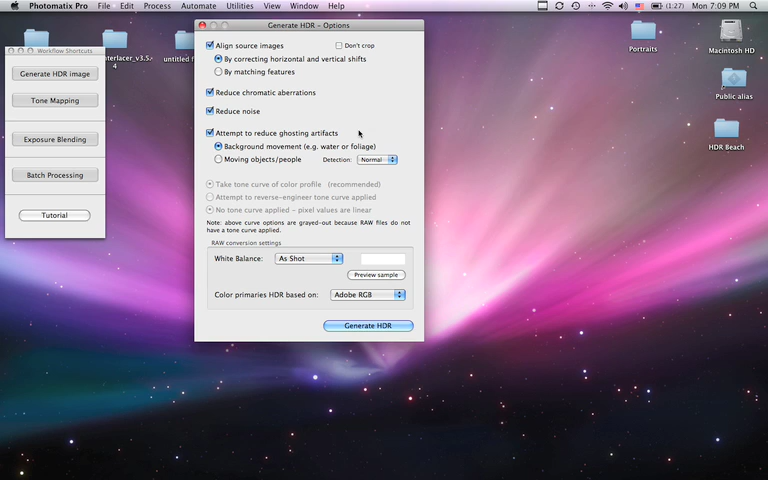 Photomatix Pro File Edit Process Automate Utilities View Window Help (1:27) Mon 7:09 PM
Workflow Shortcuts
Generate HDR image
Tone Mapping
Exposure Blending
Batch Processing
Tutorial
Generate HDR - Options
Align source images Don't crop
By correcting horizontal and vertical shifts
By matching features
Reduce chromatic aberrations
Reduce noise
Attempt to reduce ghosting artifacts
Background movement (e.g. water or foliage)
Moving objects/people Detection: Normal
Take tone curve of color profile (recommended)
Attempt to reverse-engineer tone curve applied
No tone curve applied - pixel values are linear
Note: above curve options are grayed-out because RAW files do not
have a tone curve applied.
RAW conversion settings
White Balance: As Shot
Preview sample
Color primaries HDR based on: Adobe RGB
Generate HDR
untitled f
Portraits
Macintosh HD
Public alias
HDR Beach